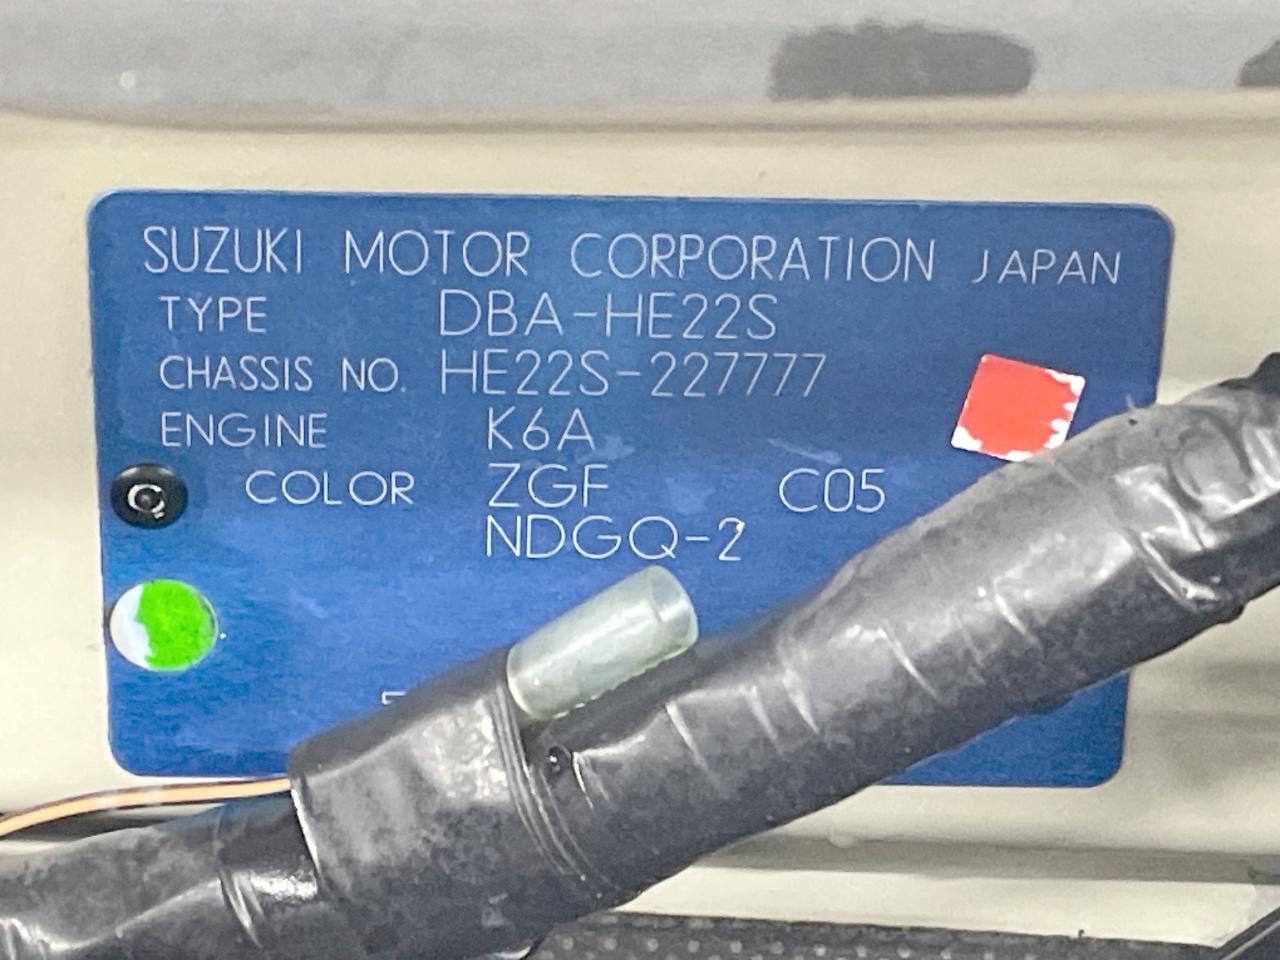 SUZUKI MOTOR CORPORATION JAPAN
TYPE DBA-HE22S
CHASSIS NO. HE22S-227777
ENGINE K6A
COLOR ZGF C05
NDGQ-2